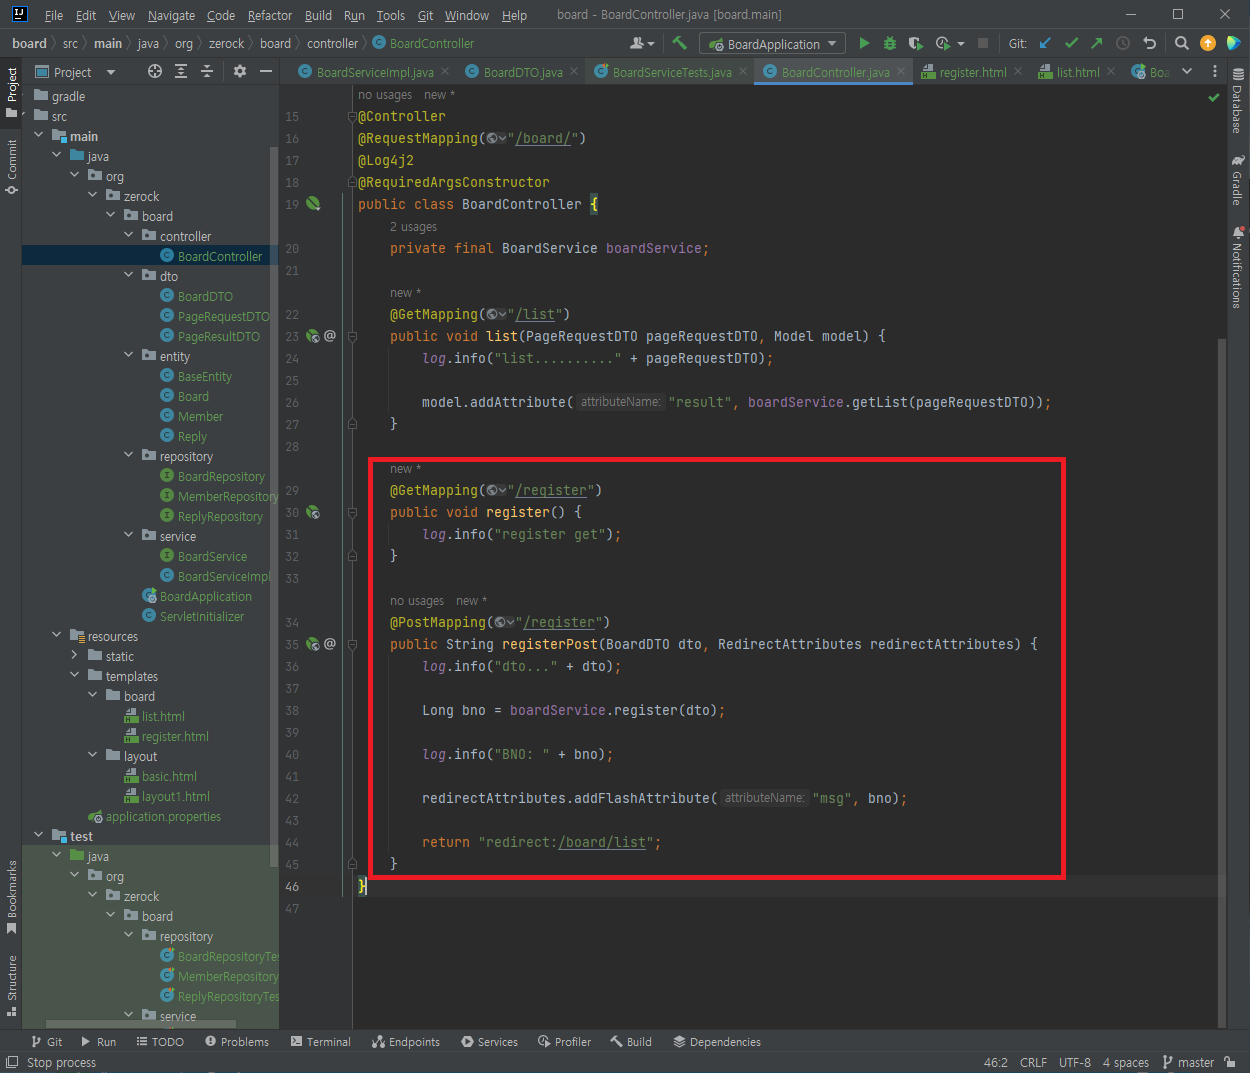 File Edit View Navigate Code Refactor Build Run Tools Git Window Help board - BoardController.java [board.main]
board src main java org zerock board controller BoardController BoardApplication Git:
Project BoardServiceImpl.java BoardDTO.java BoardServiceTests.java BoardController.java register.html list.html Boa
Project
Commit
Bookmarks
Structure
gradle
src
main
java
org
zerock
board
controller
BoardController
dto
BoardDTO
PageRequestDTO
PageResultDTO
entity
BaseEntity
Board
Member
Reply
repository
BoardRepository
MemberRepository
ReplyRepository
service
BoardService
BoardServiceImpl
BoardApplication
ServletInitializer
resources
static
templates
board
list.html
register.html
layout
basic.html
layout1.html
application.properties
test
java
org
zerock
board
repository
BoardRepositoryTes
MemberRepository
ReplyRepositoryTes
service
no usages new *
15 @Controller
16 @RequestMapping("/board/")
17 @Log4j2
18 @RequiredArgsConstructor
19 public class BoardController {
2 usages
20 private final BoardService boardService;
21
new *
22 @GetMapping("/list")
23 @ public void list(PageRequestDTO pageRequestDTO, Model model) {
24 log.info("list.........." + pageRequestDTO);
25
26 model.addAttribute( attributeName: "result", boardService.getList(pageRequestDTO));
27 }
28
new *
29 @GetMapping("/register")
30 public void register() {
31 log.info("register get");
32 }
33
no usages new *
34 @PostMapping("/register")
35 @ public String registerPost(BoardDTO dto, RedirectAttributes redirectAttributes) {
36 log.info("dto..." + dto);
37
38 Long bno = boardService.register(dto);
39
40 log.info("BNO: " + bno);
41
42 redirectAttributes.addFlashAttribute( attributeName: "msg", bno);
43
44 return "redirect:/board/list";
45 }
46 }
47
Database
Gradle
Notifications
Git Run TODO Problems Terminal Endpoints Services Profiler Build Dependencies
Stop process 46:2 CRLF UTF-8 4 spaces master